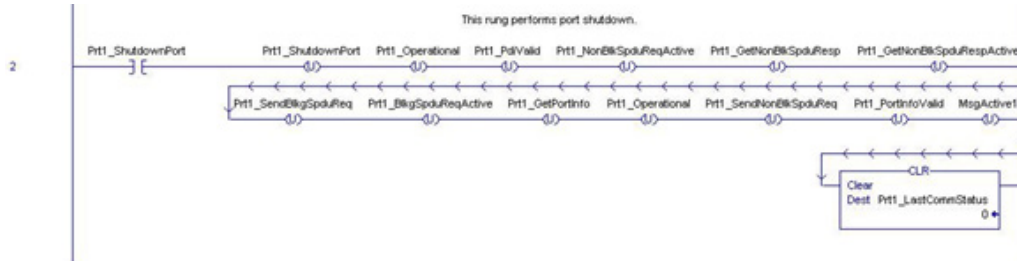 This rung performs port shutdown.
2
Prt1_ShutdownPort Prt1_ShutdownPort Prt1_Operational Prt1_PdiValid Prt1_NonBlkSpduReqActive Prt1_GetNonBlkSpduResp Prt1_GetNonBlkSpduRespActive
Prt1_SendBlkgSpduReq Prt1_BlkgSpduReqActive Prt1_GetPortInfo Prt1_Operational Prt1_SendNonBlkSpduReq Prt1_PortInfoValid MsgActive1
CLR
Clear
Dest Prt1_LastCommStatus
0